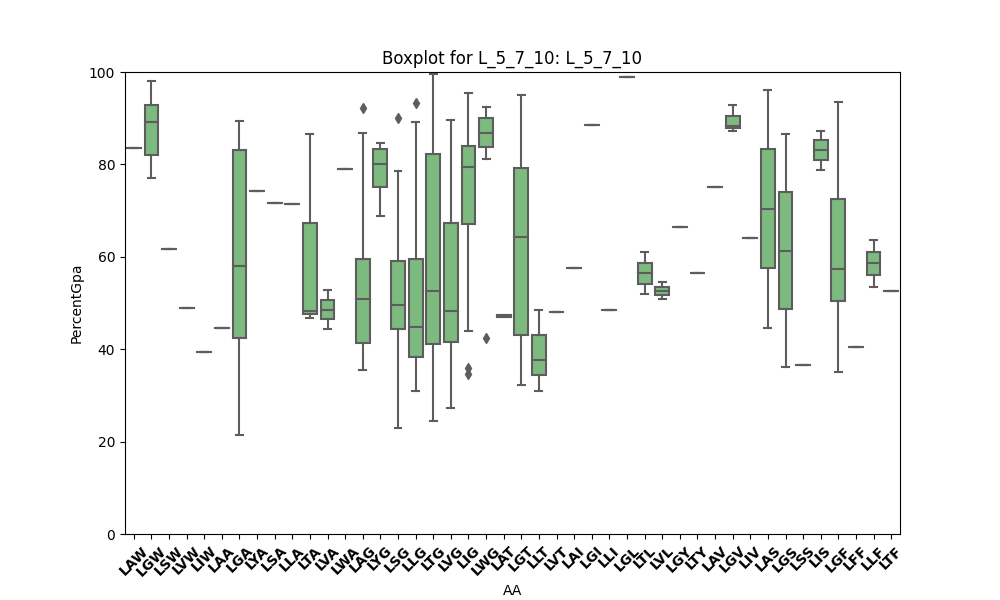 Boxplot for L_5_7_10: L_5_7_10
PercentGpa
100
80
60
40
20
0
LAW LGW LSW LVW LIW LAA LGA LYA LSA LLA LTA LVA LWA LAG LYG LSG LLG LTG LVG LIG LWG LAT LGT LLT LVT LAI LGI LLI LGL LTL LVL LGY LTY LAV LGV LIV LAS LGS LSS LIS LGF LFF LLF LTF
AA